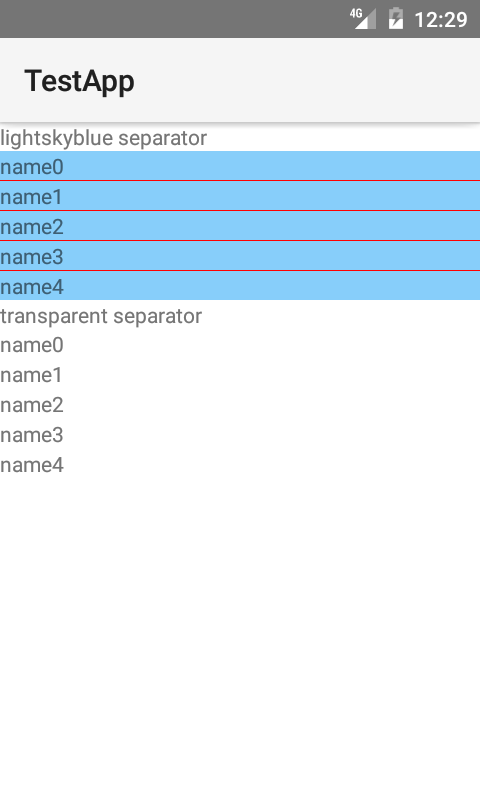 4G 12:29
TestApp
lightskyblue separator
name0
name1
name2
name3
name4
transparent separator
name0
name1
name2
name3
name4